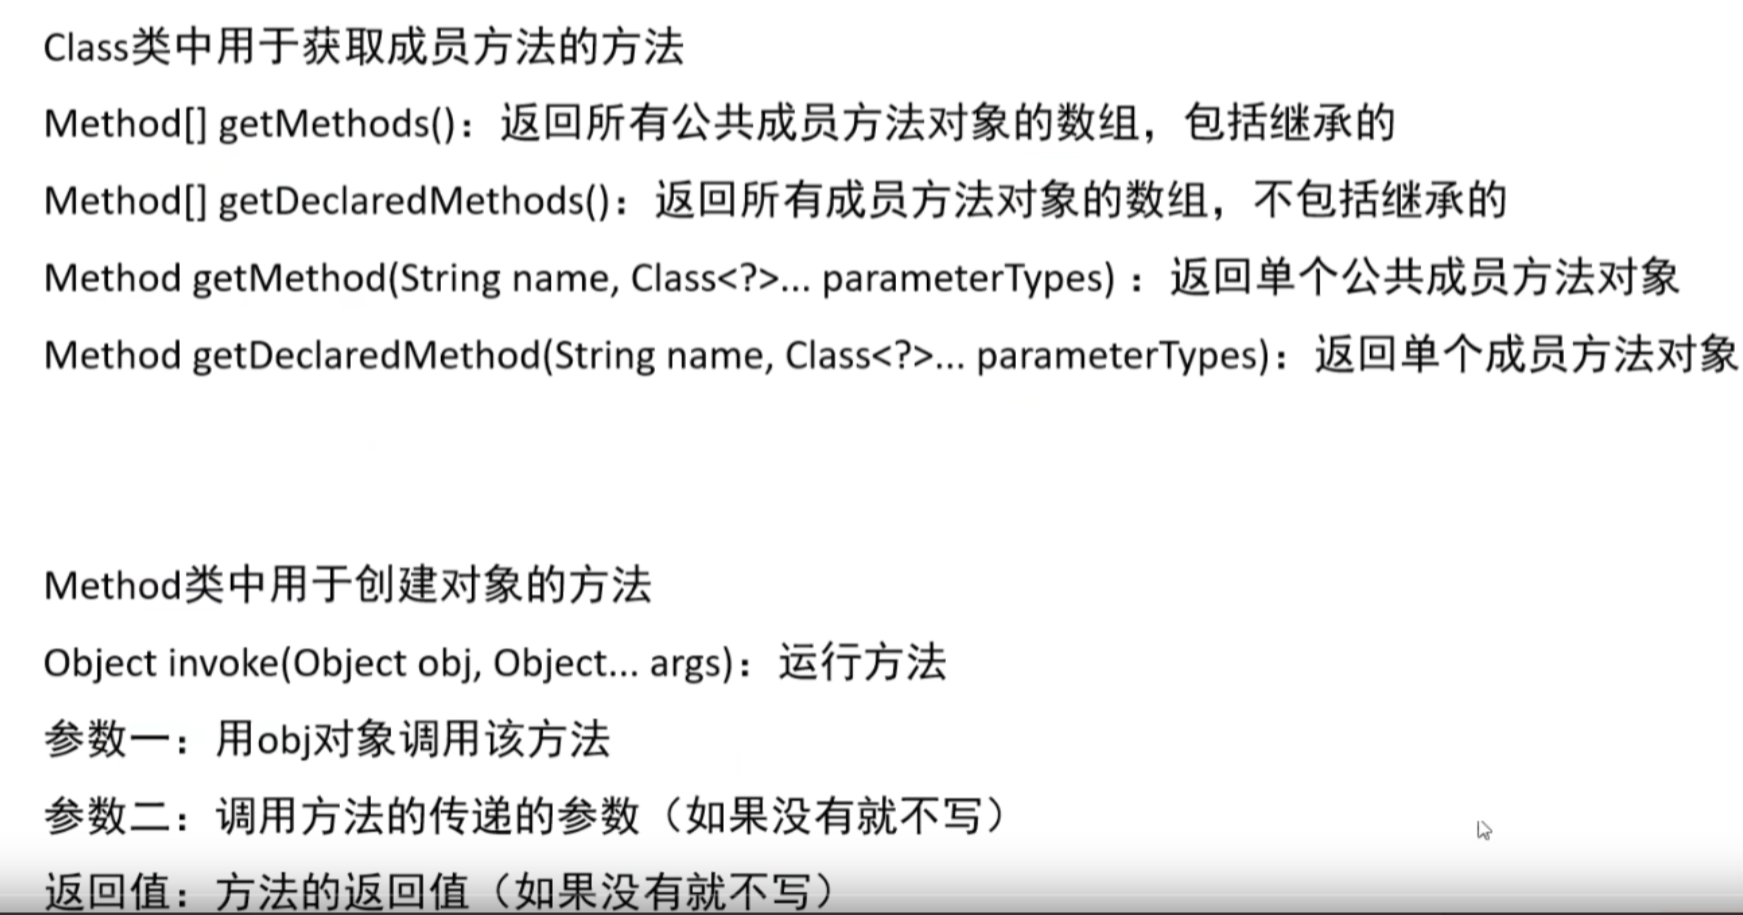 Class类中用于获取成员方法的方法
Method[] getMethods()：返回所有公共成员方法对象的数组，包括继承的
Method[] getDeclaredMethods()：返回所有成员方法对象的数组，不包括继承的
Method getMethod(String name, Class<?>... parameterTypes) ：返回单个公共成员方法对象
Method getDeclaredMethod(String name, Class<?>... parameterTypes)：返回单个成员方法对象
Method类中用于创建对象的方法
Object invoke(Object obj, Object... args)：运行方法
参数一：用obj对象调用该方法
参数二：调用方法的传递的参数（如果没有就不写）
返回值：方法的返回值（如果没有就不写）